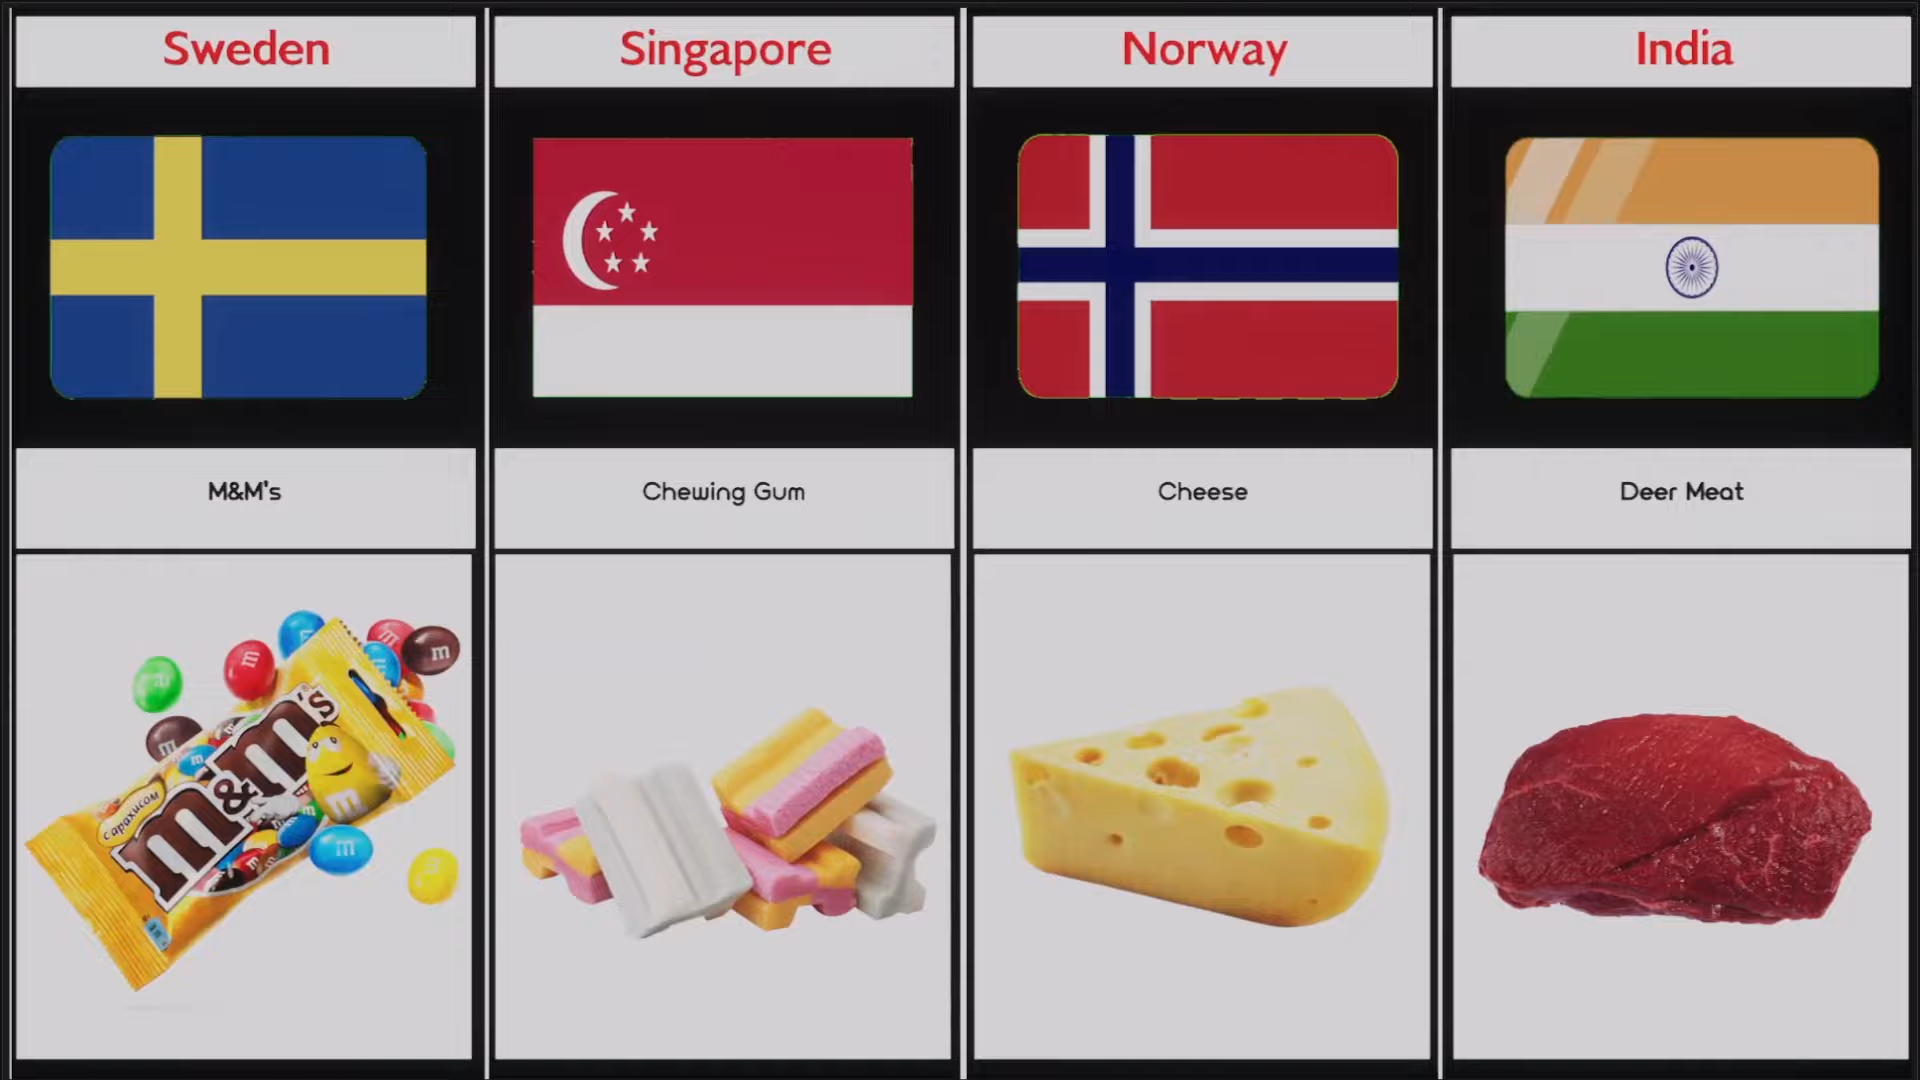 Sweden
Singapore
Norway
India
M&M's
Chewing Gum
Cheese
Deer Meat
m&m's